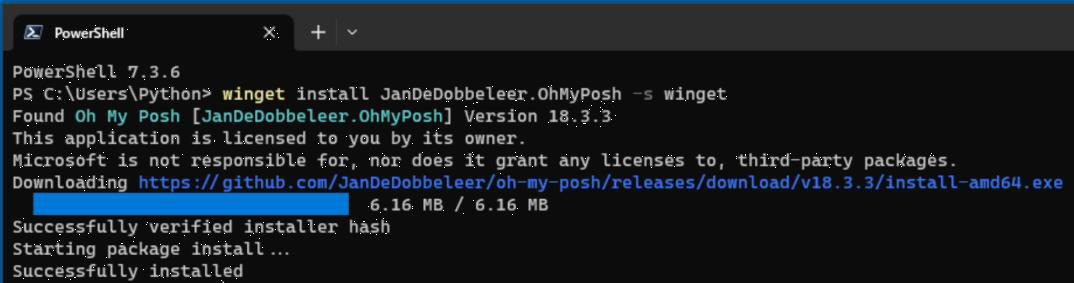 PowerShell
PowerShell 7.3.6
PS C:\Users\Python> winget install JanDeDobbeleer.OhMyPosh -s winget
Found Oh My Posh [JanDeDobbeleer.OhMyPosh] Version 18.3.3
This application is licensed to you by its owner.
Microsoft is not responsible for, nor does it grant any licenses to, third-party packages.
Downloading https://github.com/JanDeDobbeleer/oh-my-posh/releases/download/v18.3.3/install-amd64.exe
6.16 MB / 6.16 MB
Successfully verified installer hash
Starting package install...
Successfully installed